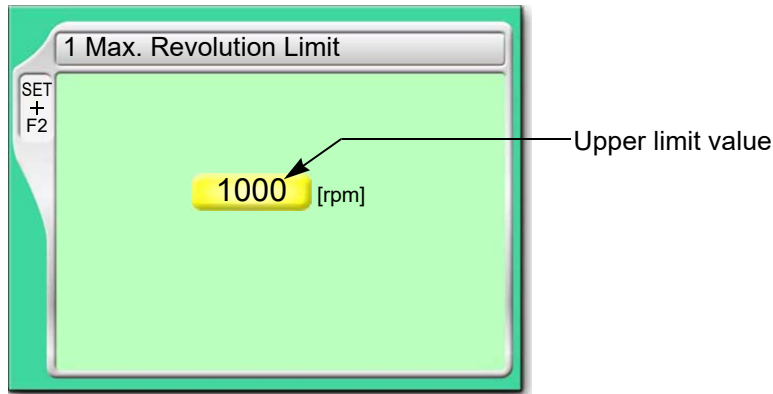 1 Max. Revolution Limit
SET
+
F2
Upper limit value
1000 [rpm]